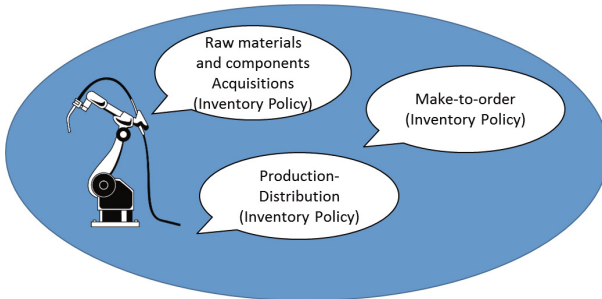 Raw materials
and components
Acquisitions
(Inventory Policy)
Make-to-order
(Inventory Policy)
Production-
Distribution
(Inventory Policy)